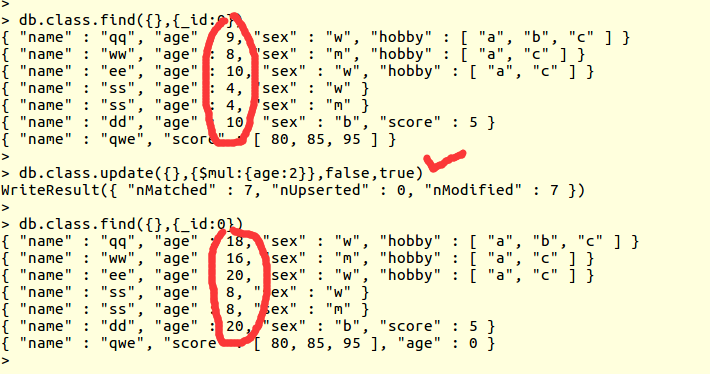 >
> db.class.find({},{_id:0})
{ "name" : "qq", "age" : 9, "sex" : "w", "hobby" : [ "a", "b", "c" ] }
{ "name" : "ww", "age" : 8, "sex" : "m", "hobby" : [ "a", "c" ] }
{ "name" : "ee", "age" : 10, "sex" : "w", "hobby" : [ "a", "c" ] }
{ "name" : "ss", "age" : 4, "sex" : "w" }
{ "name" : "ss", "age" : 4, "sex" : "m" }
{ "name" : "dd", "age" : 10, "sex" : "b", "score" : 5 }
{ "name" : "qwe", "score" : [ 80, 85, 95 ] }
>
> db.class.update({},{$mul:{age:2}},false,true)
WriteResult({ "nMatched" : 7, "nUpserted" : 0, "nModified" : 7 })
>
> db.class.find({},{_id:0})
{ "name" : "qq", "age" : 18, "sex" : "w", "hobby" : [ "a", "b", "c" ] }
{ "name" : "ww", "age" : 16, "sex" : "m", "hobby" : [ "a", "c" ] }
{ "name" : "ee", "age" : 20, "sex" : "w", "hobby" : [ "a", "c" ] }
{ "name" : "ss", "age" : 8, "sex" : "w" }
{ "name" : "ss", "age" : 8, "sex" : "m" }
{ "name" : "dd", "age" : 20, "sex" : "b", "score" : 5 }
{ "name" : "qwe", "score" : [ 80, 85, 95 ], "age" : 0 }
>